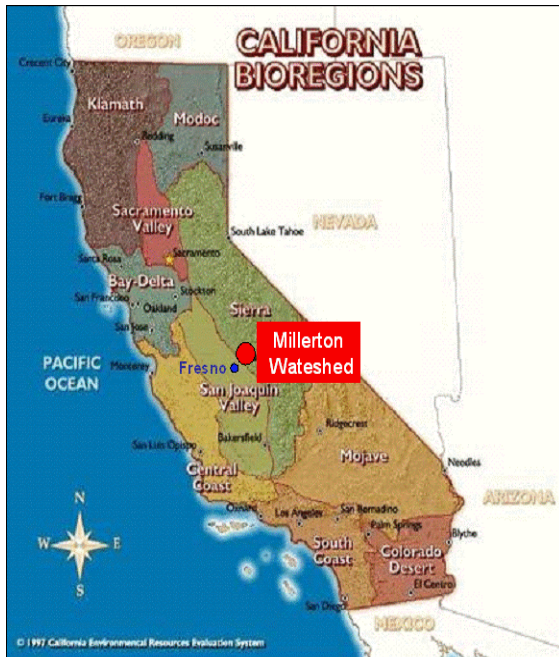 OREGON
CALIFORNIA
BIOREGIONS
Crescent City
Klamath
Modoc
Eureka
Redding
Susanville
Fort Bragg
Sacramento
Valley
NEVADA
South Lake Tahoe
Sacramento
Santa Rosa
Bay-Delta
Stockton
San Francisco
Oakland
Sierra
San Jose
Millerton
Wateshed
PACIFIC
OCEAN
Monterey
Fresno
San Joaquin
Valley
Ridgecrest
Bakersfield
San Luis Obispo
Mojave
Needles
Central
Coast
ARIZONA
Oxnard
Los Angeles
San Bernadino
Palm Springs
Blythe
South
Coast
Colorado
Desert
El Centro
San Diego
MEXICO
N
W
E
S
© 1997 California Environmental Resources Evaluation System